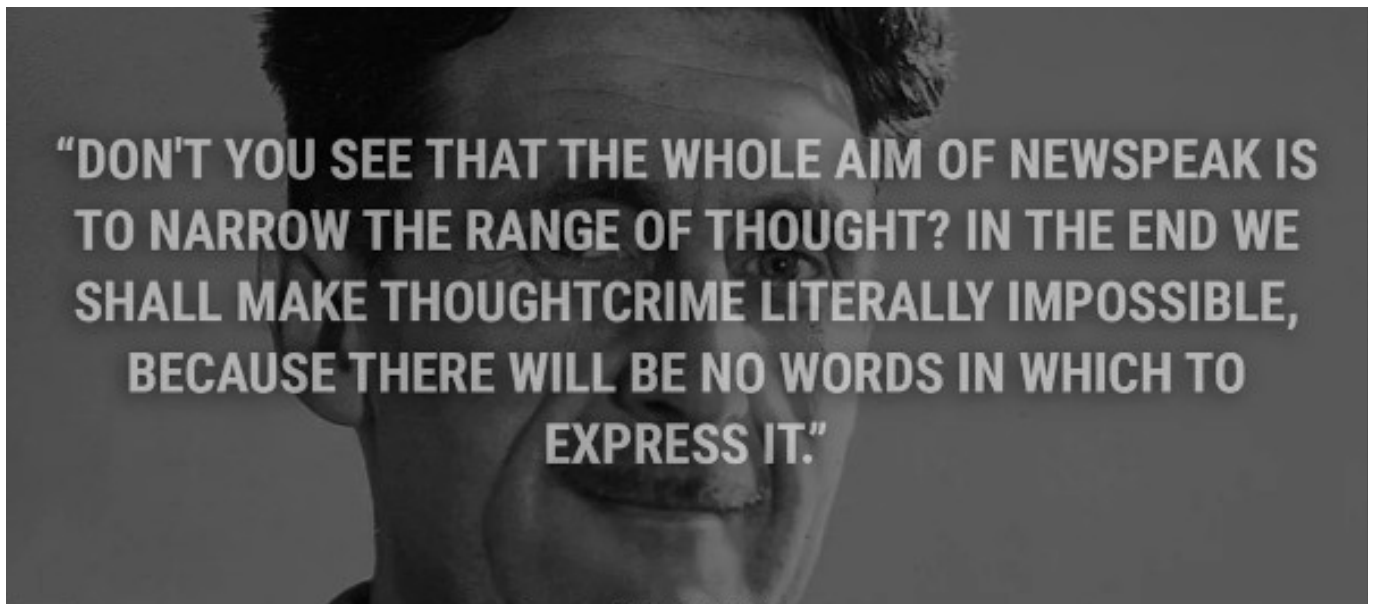 “DON'T YOU SEE THAT THE WHOLE AIM OF NEWSPEAK IS
TO NARROW THE RANGE OF THOUGHT? IN THE END WE
SHALL MAKE THOUGHTCRIME LITERALLY IMPOSSIBLE,
BECAUSE THERE WILL BE NO WORDS IN WHICH TO
EXPRESS IT.”